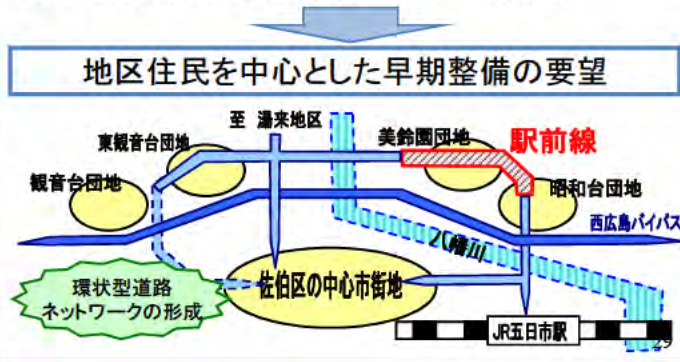 地区住民を中心とした早期整備の要望
至 湯来地区
東観音台団地
美鈴園団地
駅前線
観音台団地
昭和台団地
西広島バイパス
八幡川
環状型道路
ネットワークの形成
佐伯区の中心市街地
JR五日市駅
29